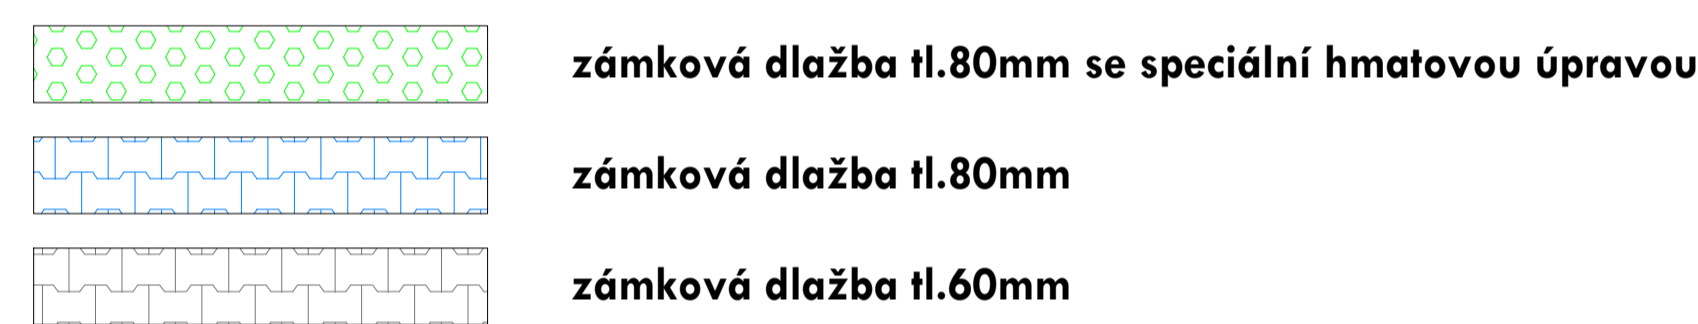 zámková dlažba tl.80mm se speciální hmatovou úpravou
zámková dlažba tl.80mm
zámková dlažba tl.60mm